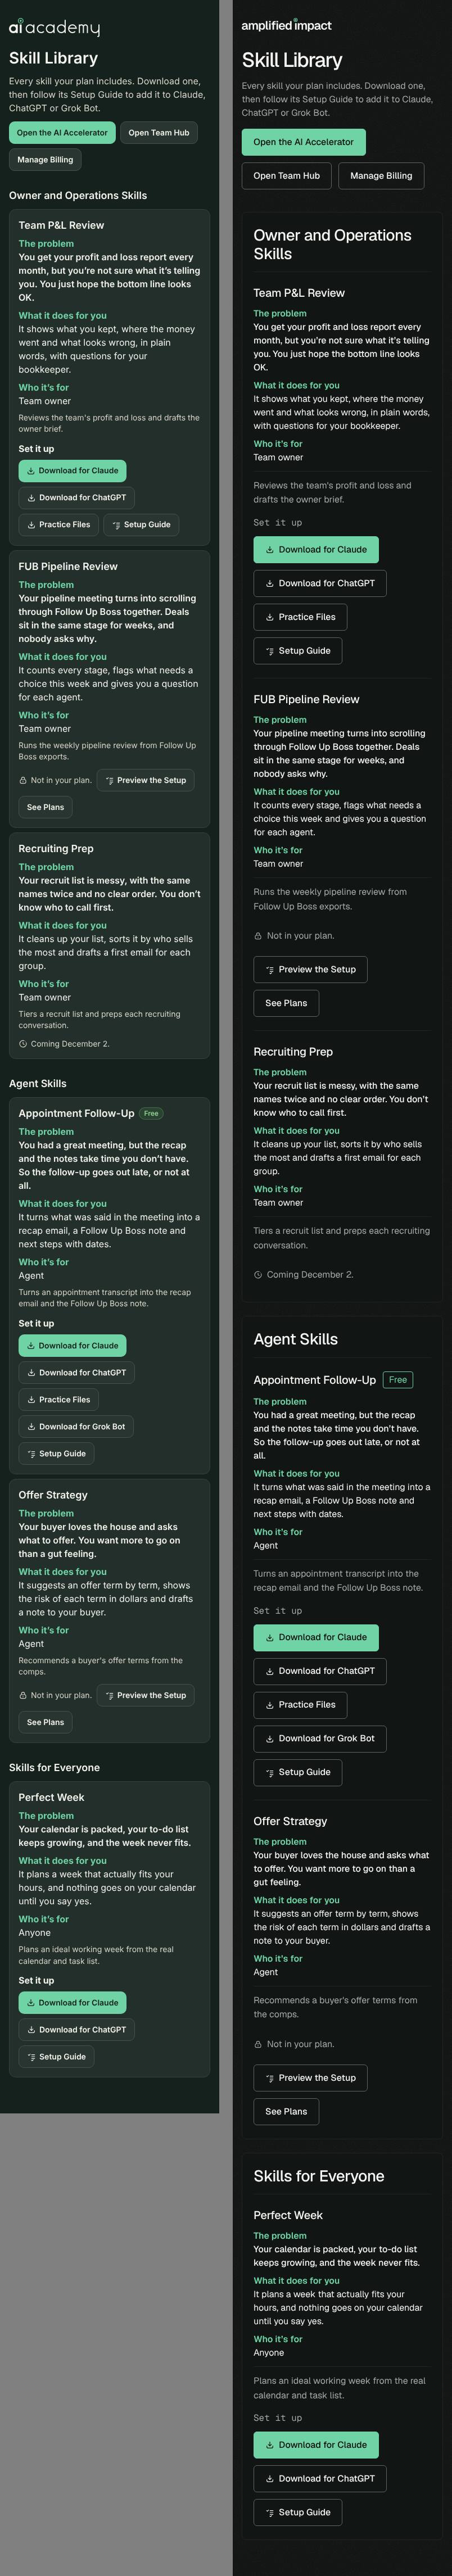 ai academy
Skill Library
Every skill your plan includes. Download one,
then follow its Setup Guide to add it to Claude,
ChatGPT or Grok Bot.
Open the AI Accelerator
Open Team Hub
Manage Billing
Owner and Operations Skills
Team P&L Review
The problem
You get your profit and loss report every
month, but you're not sure what it's telling
you. You just hope the bottom line looks
OK.
What it does for you
It shows what you kept, where the money
went and what looks wrong, in plain
words, with questions for your
bookkeeper.
Who it's for
Team owner
Reviews the team's profit and loss and drafts the
owner brief.
Set it up
Download for Claude
Download for ChatGPT
Practice Files
Setup Guide
FUB Pipeline Review
The problem
Your pipeline meeting turns into scrolling
through Follow Up Boss together. Deals
sit in the same stage for weeks, and
nobody asks why.
What it does for you
It counts every stage, flags what needs a
choice this week and gives you a question
for each agent.
Who it's for
Team owner
Runs the weekly pipeline review from Follow Up
Boss exports.
Not in your plan.
Preview the Setup
See Plans
Recruiting Prep
The problem
Your recruit list is messy, with the same
names twice and no clear order. You don't
know who to call first.
What it does for you
It cleans up your list, sorts it by who sells
the most and drafts a first email for each
group.
Who it's for
Team owner
Tiers a recruit list and preps each recruiting
conversation.
Coming December 2.
Agent Skills
Appointment Follow-Up
Free
The problem
You had a great meeting, but the recap
and the notes take time you don't have.
So the follow-up goes out late, or not at
all.
What it does for you
It turns what was said in the meeting into a
recap email, a Follow Up Boss note and
next steps with dates.
Who it's for
Agent
Turns an appointment transcript into the recap
email and the Follow Up Boss note.
Set it up
Download for Claude
Download for ChatGPT
Practice Files
Download for Grok Bot
Setup Guide
Offer Strategy
The problem
Your buyer loves the house and asks
what to offer. You want more to go on
than a gut feeling.
What it does for you
It suggests an offer term by term, shows
the risk of each term in dollars and drafts
a note to your buyer.
Who it's for
Agent
Recommends a buyer's offer terms from the
comps.
Not in your plan.
Preview the Setup
See Plans
Skills for Everyone
Perfect Week
The problem
Your calendar is packed, your to-do list
keeps growing, and the week never fits.
What it does for you
It plans a week that actually fits your
hours, and nothing goes on your calendar
until you say yes.
Who it's for
Anyone
Plans an ideal working week from the real
calendar and task list.
Set it up
Download for Claude
Download for ChatGPT
Setup Guide
amplified impact
Skill Library
Every skill your plan includes. Download one,
then follow its Setup Guide to add it to Claude,
ChatGPT or Grok Bot.
Open the AI Accelerator
Open Team Hub
Manage Billing
Owner and Operations
Skills
Team P&L Review
The problem
You get your profit and loss report every
month, but you're not sure what it's telling
you. You just hope the bottom line looks
OK.
What it does for you
It shows what you kept, where the money
went and what looks wrong, in plain words,
with questions for your bookkeeper.
Who it's for
Team owner
Reviews the team's profit and loss and
drafts the owner brief.
Set it up
Download for Claude
Download for ChatGPT
Practice Files
Setup Guide
FUB Pipeline Review
The problem
Your pipeline meeting turns into scrolling
through Follow Up Boss together. Deals
sit in the same stage for weeks, and
nobody asks why.
What it does for you
It counts every stage, flags what needs a
choice this week and gives you a question
for each agent.
Who it's for
Team owner
Runs the weekly pipeline review from
Follow Up Boss exports.
Not in your plan.
Preview the Setup
See Plans
Recruiting Prep
The problem
Your recruit list is messy, with the same
names twice and no clear order. You don't
know who to call first.
What it does for you
It cleans up your list, sorts it by who sells
the most and drafts a first email for each
group.
Who it's for
Team owner
Tiers a recruit list and preps each recruiting
conversation.
Coming December 2.
Agent Skills
Appointment Follow-Up
Free
The problem
You had a great meeting, but the recap
and the notes take time you don't have.
So the follow-up goes out late, or not at
all.
What it does for you
It turns what was said in the meeting into a
recap email, a Follow Up Boss note and
next steps with dates.
Who it's for
Agent
Turns an appointment transcript into the
recap email and the Follow Up Boss note.
Set it up
Download for Claude
Download for ChatGPT
Practice Files
Download for Grok Bot
Setup Guide
Offer Strategy
The problem
Your buyer loves the house and asks what
to offer. You want more to go on than a
gut feeling.
What it does for you
It suggests an offer term by term, shows
the risk of each term in dollars and drafts a
note to your buyer.
Who it's for
Agent
Recommends a buyer's offer terms from
the comps.
Not in your plan.
Preview the Setup
See Plans
Skills for Everyone
Perfect Week
The problem
Your calendar is packed, your to-do list
keeps growing, and the week never fits.
What it does for you
It plans a week that actually fits your
hours, and nothing goes on your calendar
until you say yes.
Who it's for
Anyone
Plans an ideal working week from the real
calendar and task list.
Set it up
Download for Claude
Download for ChatGPT
Setup Guide